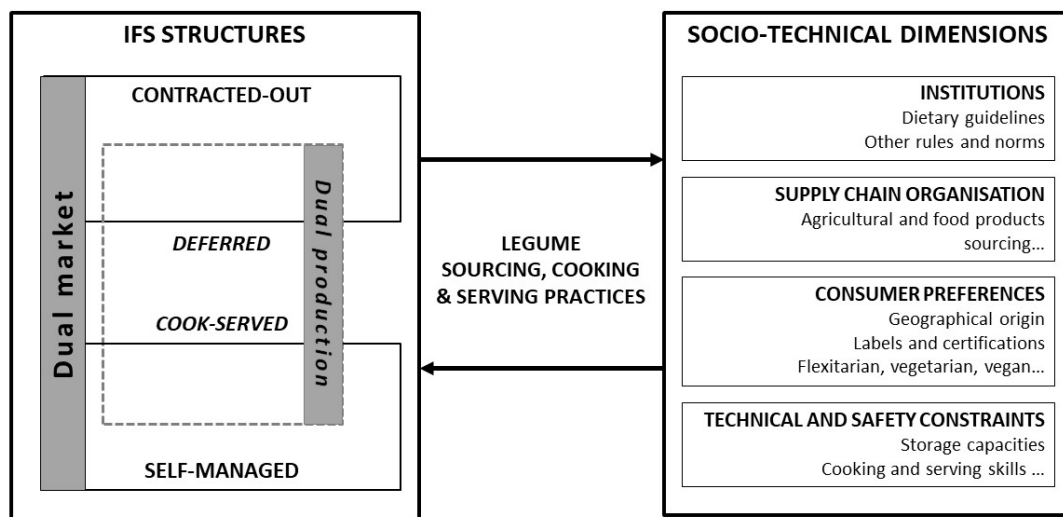 IFS STRUCTURES
CONTRACTED-OUT
Dual market
Dual production
DEFERRED
COOK-SERVED
SELF-MANAGED
LEGUME
SOURCING, COOKING
& SERVING PRACTICES
SOCIO-TECHNICAL DIMENSIONS
INSTITUTIONS
Dietary guidelines
Other rules and norms
SUPPLY CHAIN ORGANISATION
Agricultural and food products
sourcing...
CONSUMER PREFERENCES
Geographical origin
Labels and certifications
Flexitarian, vegetarian, vegan...
TECHNICAL AND SAFETY CONSTRAINTS
Storage capacities
Cooking and serving skills ...